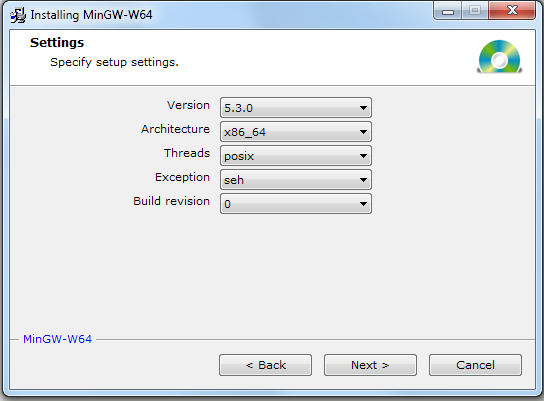 Installing MinGW-W64
Settings
Specify setup settings.
Version 5.3.0
Architecture x86_64
Threads posix
Exception seh
Build revision 0
MinGW-W64
< Back Next > Cancel